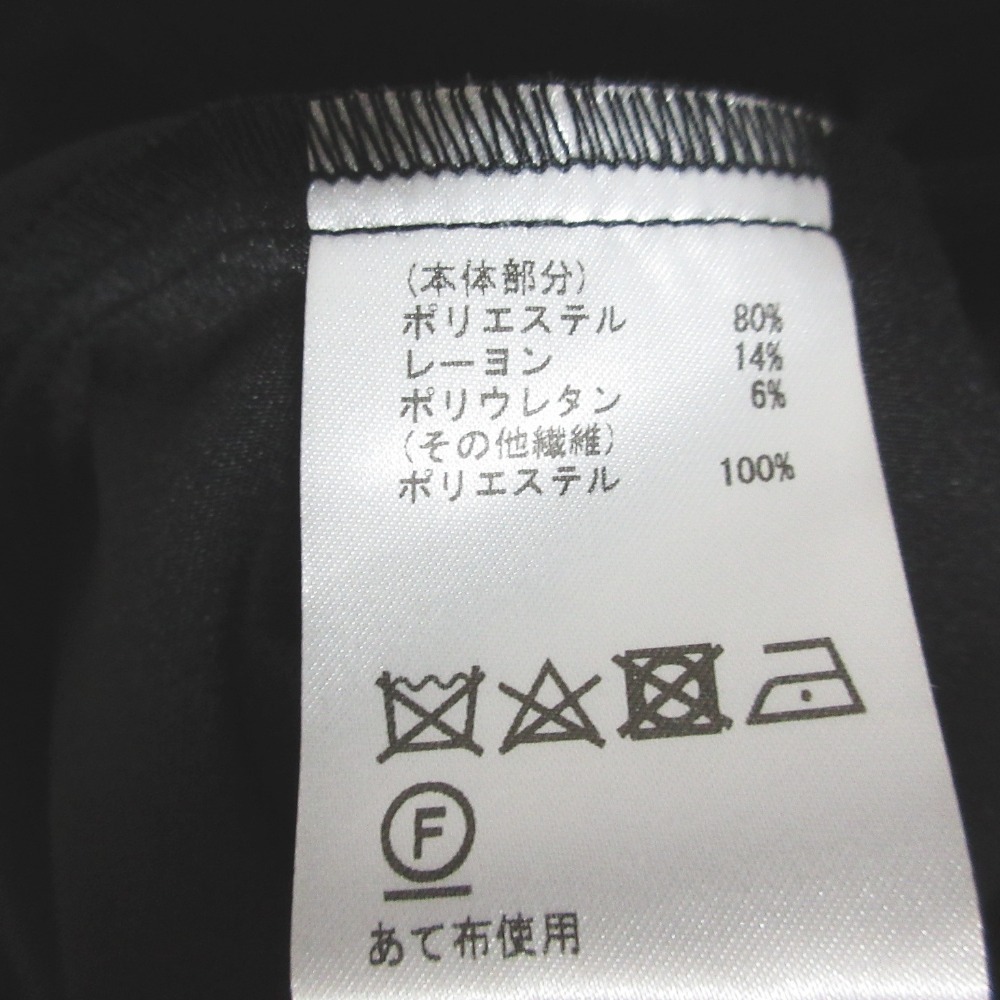 (本体部分)
ポリエステル 80%
レーヨン 14%
ポリウレタン 6%
(その他繊維)
ポリエステル 100%
F
あて布使用